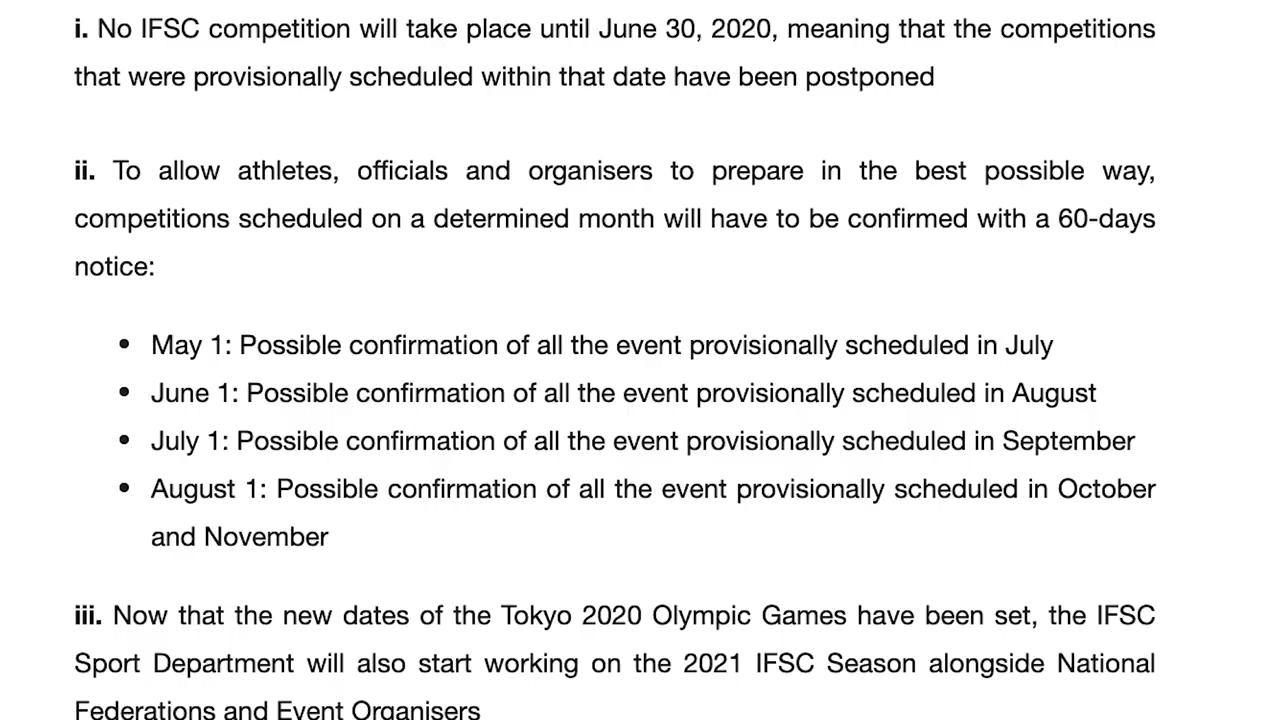 i. No IFSC competition will take place until June 30, 2020, meaning that the competitions
that were provisionally scheduled within that date have been postponed
ii. To allow athletes, officials and organisers to prepare in the best possible way,
competitions scheduled on a determined month will have to be confirmed with a 60-days
notice:
• May 1: Possible confirmation of all the event provisionally scheduled in July
• June 1: Possible confirmation of all the event provisionally scheduled in August
• July 1: Possible confirmation of all the event provisionally scheduled in September
• August 1: Possible confirmation of all the event provisionally scheduled in October
and November
iii. Now that the new dates of the Tokyo 2020 Olympic Games have been set, the IFSC
Sport Department will also start working on the 2021 IFSC Season alongside National
Federations and Event Organisers